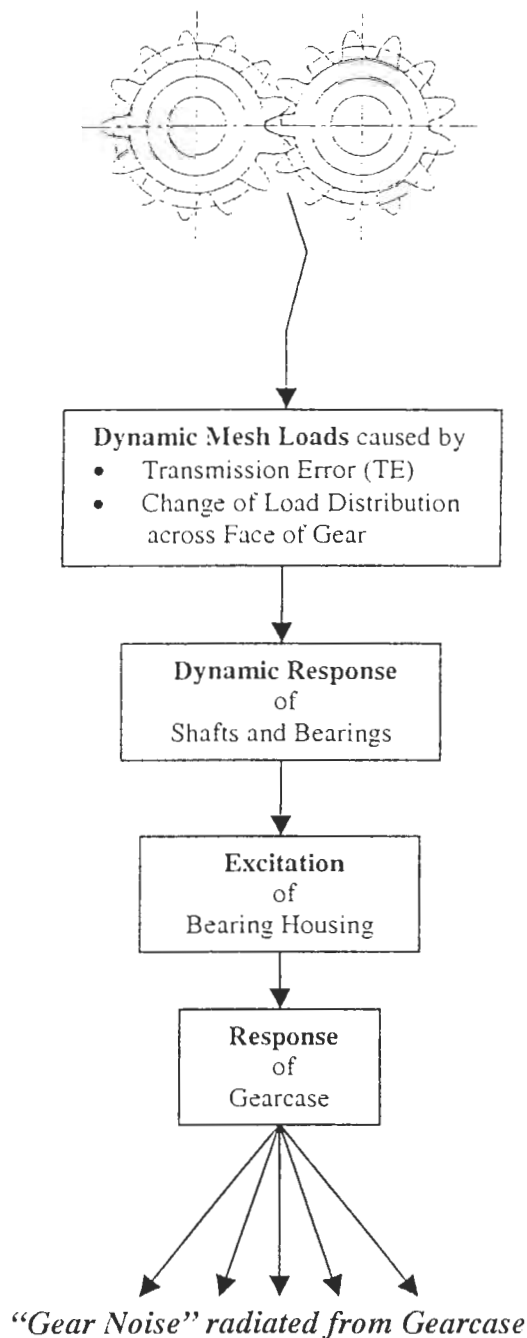 Dynamic Mesh Loads caused by
• Transmission Error (TE)
• Change of Load Distribution
across Face of Gear
Dynamic Response
of
Shafts and Bearings
Excitation
of
Bearing Housing
Response
of
Gearcase
“Gear Noise” radiated from Gearcase